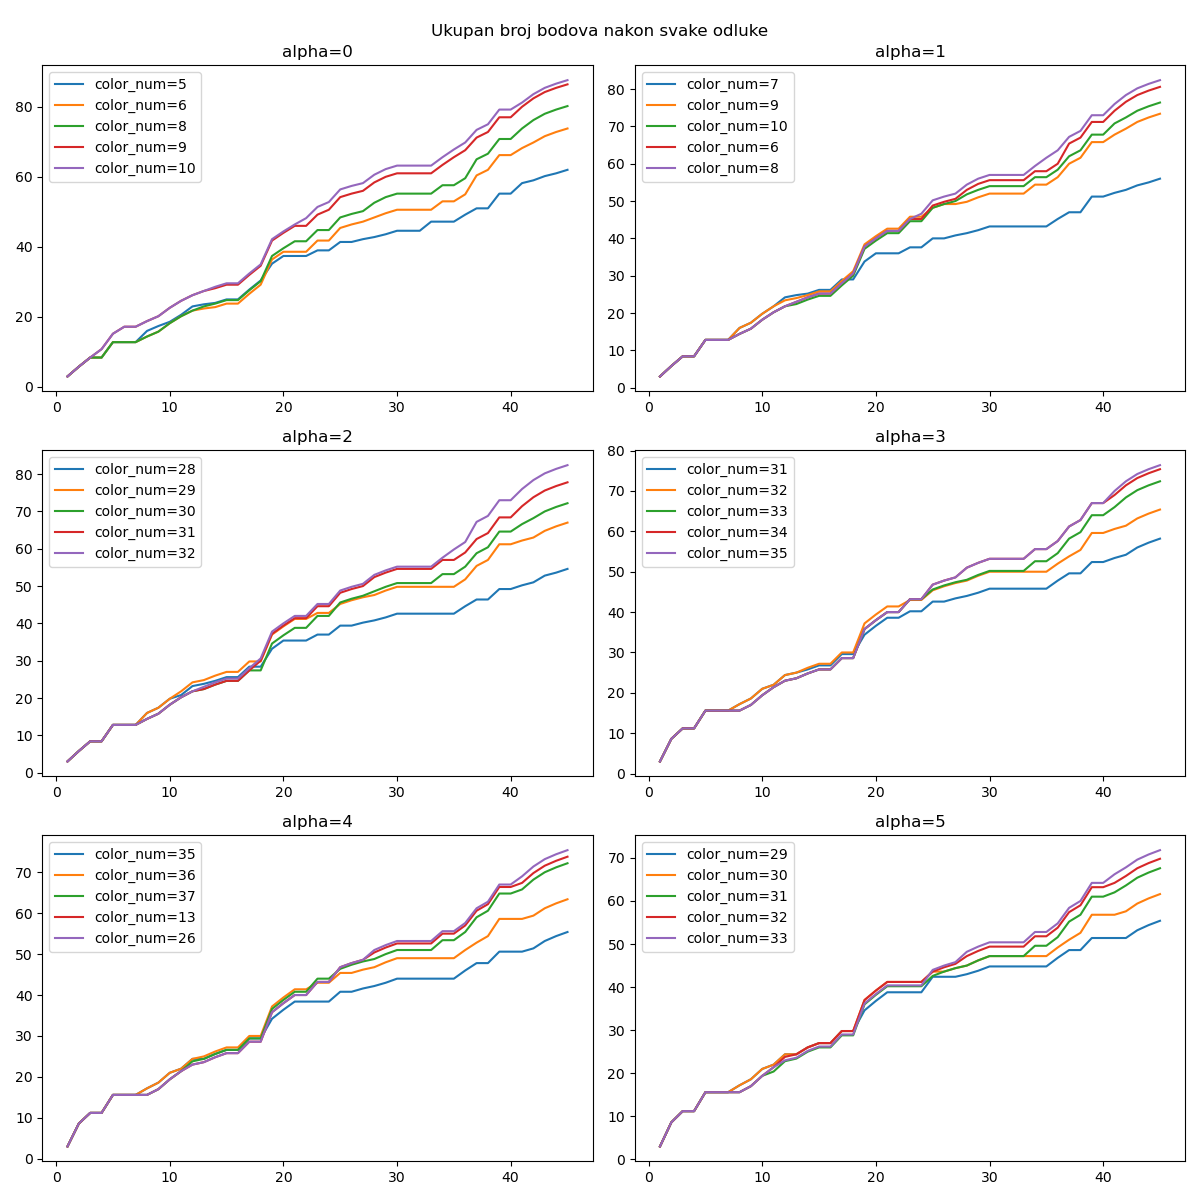 Ukupan broj bodova nakon svake odluke
alpha=0
color_num=5
color_num=6
color_num=8
color_num=9
color_num=10
80
60
40
20
0
0 10 20 30 40
alpha=1
color_num=7
color_num=9
color_num=10
color_num=6
color_num=8
80
70
60
50
40
30
20
10
0
0 10 20 30 40
alpha=2
color_num=28
color_num=29
color_num=30
color_num=31
color_num=32
80
70
60
50
40
30
20
10
0
0 10 20 30 40
alpha=3
color_num=31
color_num=32
color_num=33
color_num=34
color_num=35
80
70
60
50
40
30
20
10
0
0 10 20 30 40
alpha=4
color_num=35
color_num=36
color_num=37
color_num=13
color_num=26
70
60
50
40
30
20
10
0
0 10 20 30 40
alpha=5
color_num=29
color_num=30
color_num=31
color_num=32
color_num=33
70
60
50
40
30
20
10
0
0 10 20 30 40